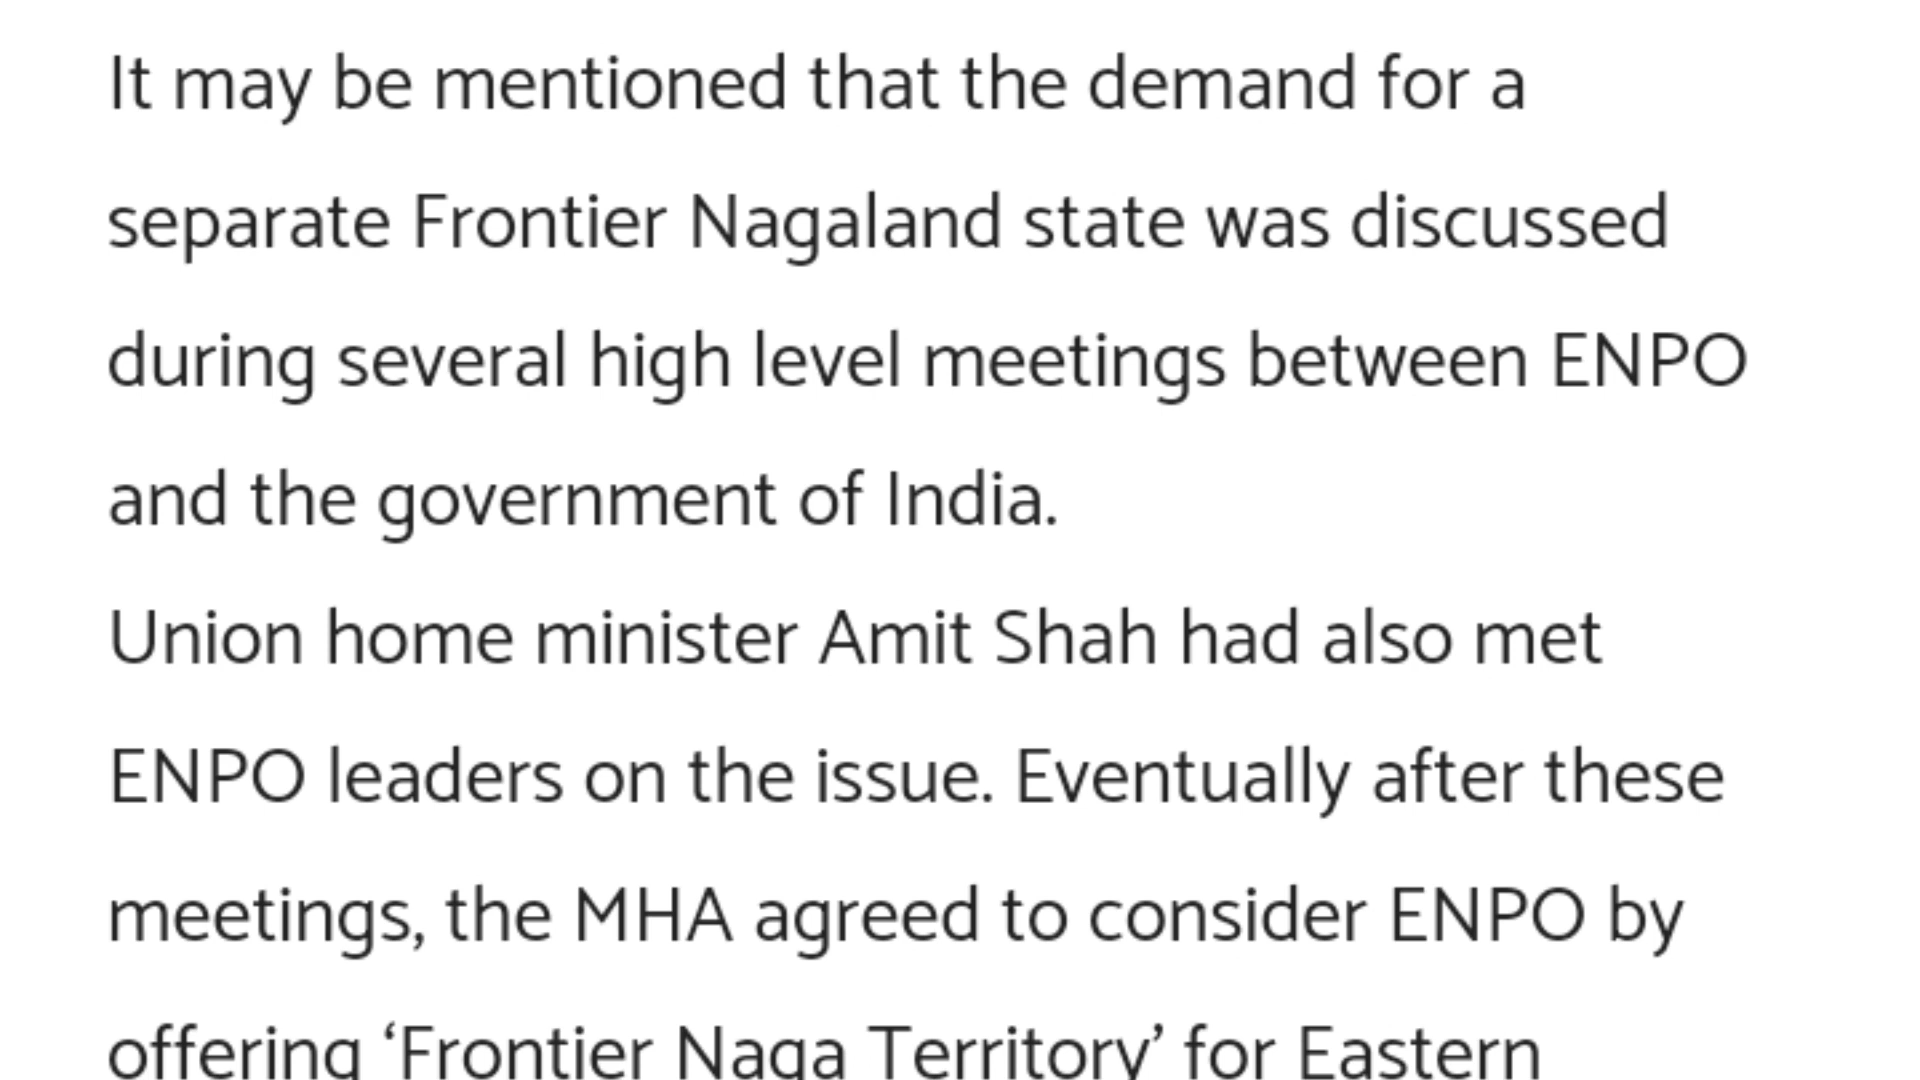 It may be mentioned that the demand for a
separate Frontier Nagaland state was discussed
during several high level meetings between ENPO
and the government of India.
Union home minister Amit Shah had also met
ENPO leaders on the issue. Eventually after these
meetings, the MHA agreed to consider ENPO by
offering ‘Frontier Naga Territory’ for Eastern